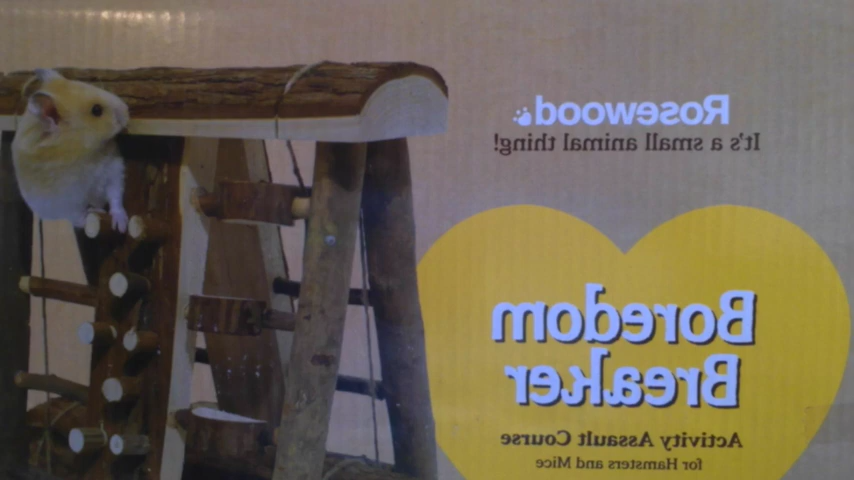 Rosewood
It's a small animal thing!
Boredom
Breaker
Activity Assault Course
for Hamsters and Mice